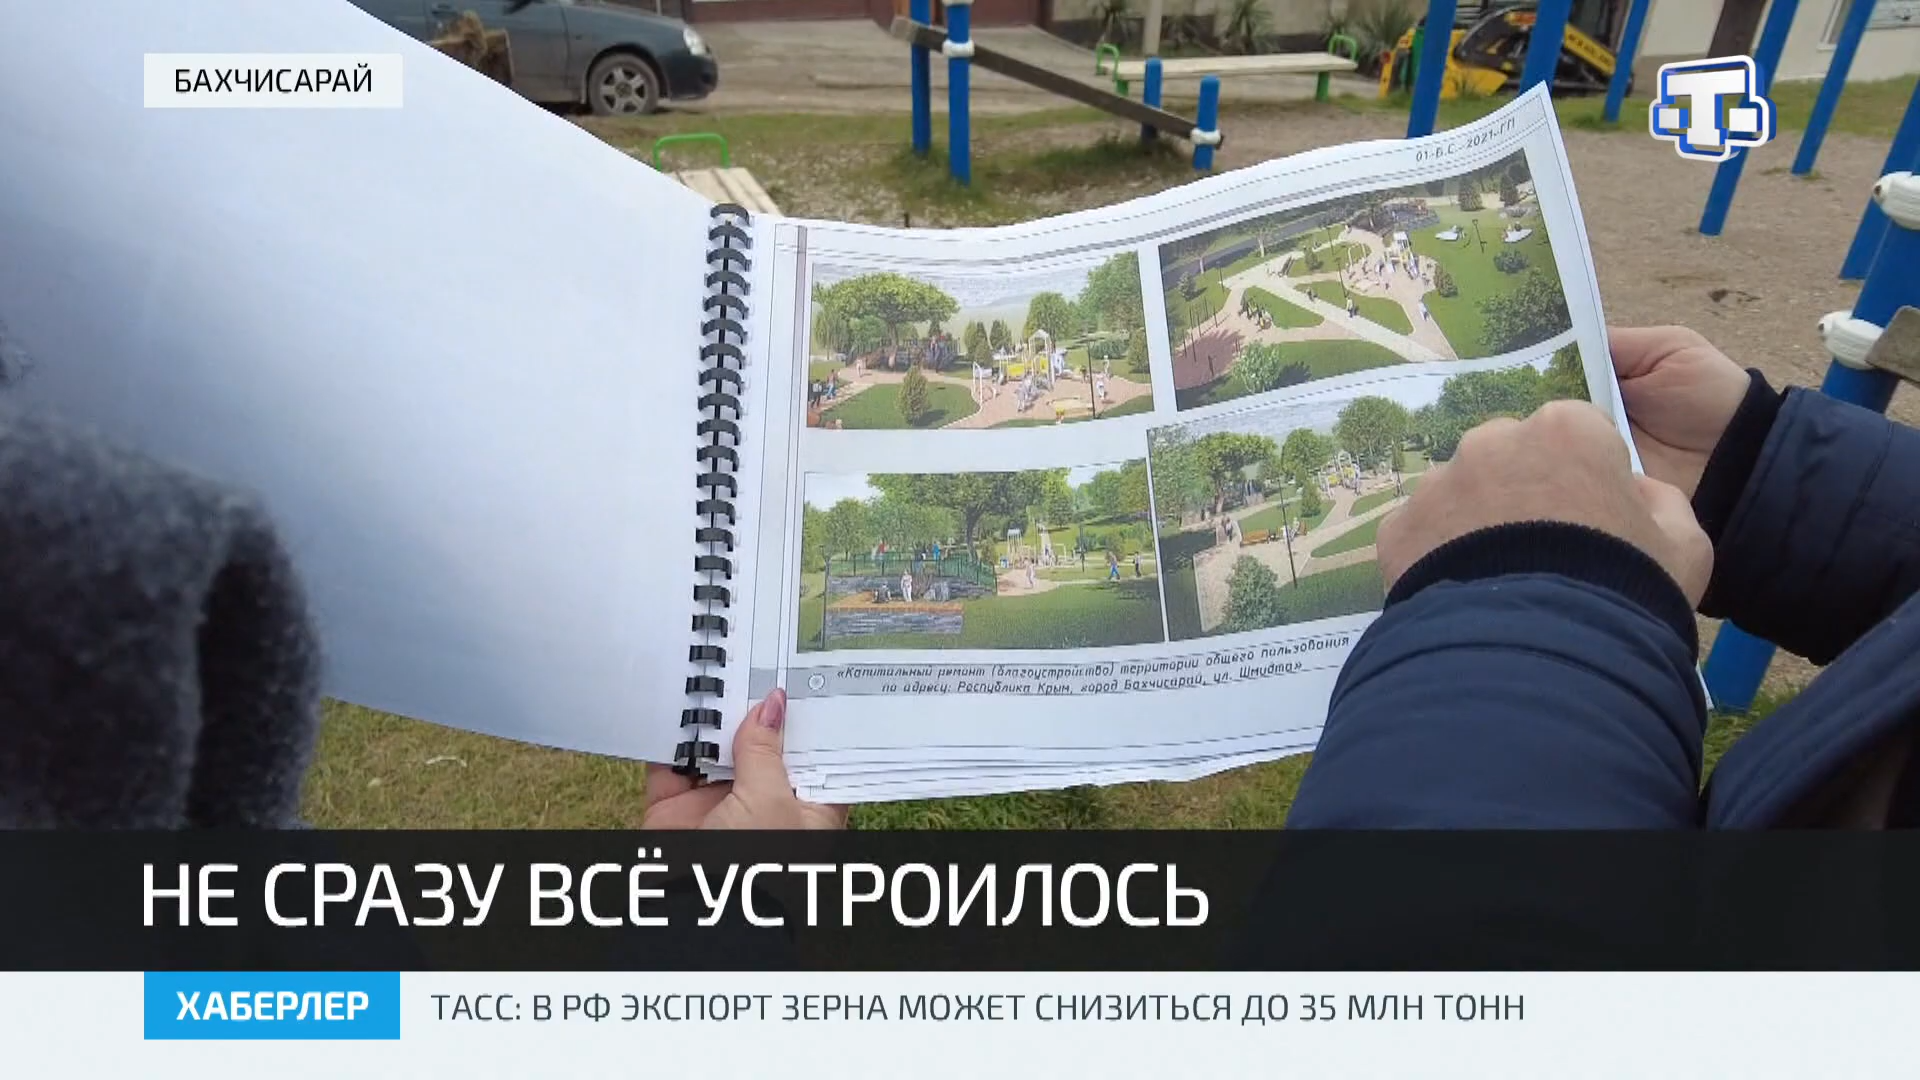 БАХЧИСАРАЙ
Т
01-Б.С.-2021-ГП
«Капитальный ремонт (благоустройство) территории общего пользования
по адресу: Республика Крым, город Бахчисарай, ул. Шмидта»
НЕ СРАЗУ ВСЁ УСТРОИЛОСЬ
ХАБЕРЛЕР
ТАСС: В РФ ЭКСПОРТ ЗЕРНА МОЖЕТ СНИЗИТЬСЯ ДО 35 МЛН ТОНН